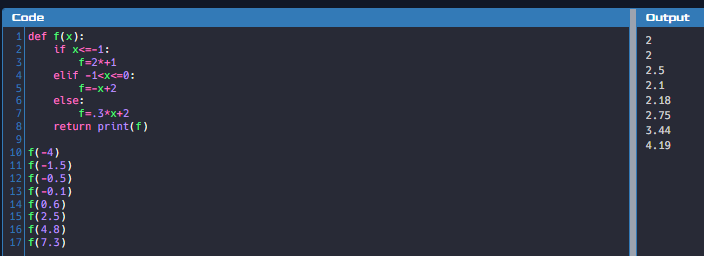 Code
Output
1 def f(x):
2 if x<=-1:
3 f=2*+1
4 elif -1<x<=0:
5 f=-x+2
6 else:
7 f=.3*x+2
8 return print(f)
9
10 f(-4)
11 f(-1.5)
12 f(-0.5)
13 f(-0.1)
14 f(0.6)
15 f(2.5)
16 f(4.8)
17 f(7.3)
2
2
2.5
2.1
2.18
2.75
3.44
4.19